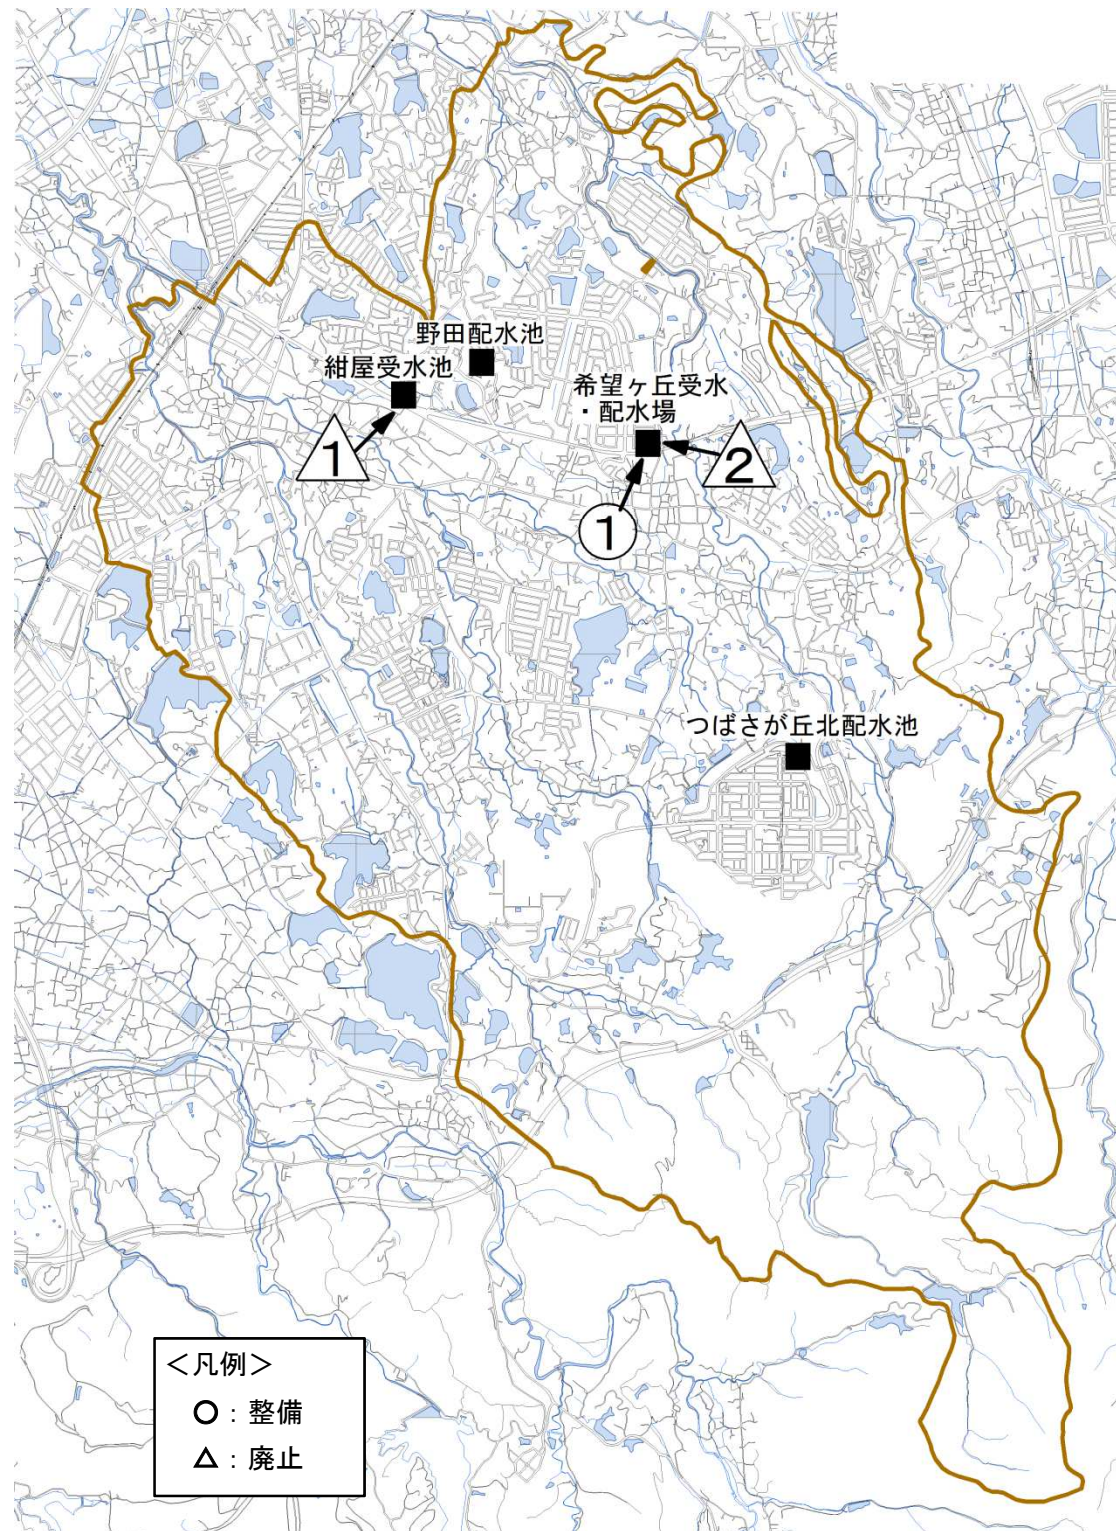 野田配水池
紺屋受水池
希望ヶ丘受水
・配水場
1
2
1
つばさが丘北配水池
＜凡例＞
○：整備
△：廃止